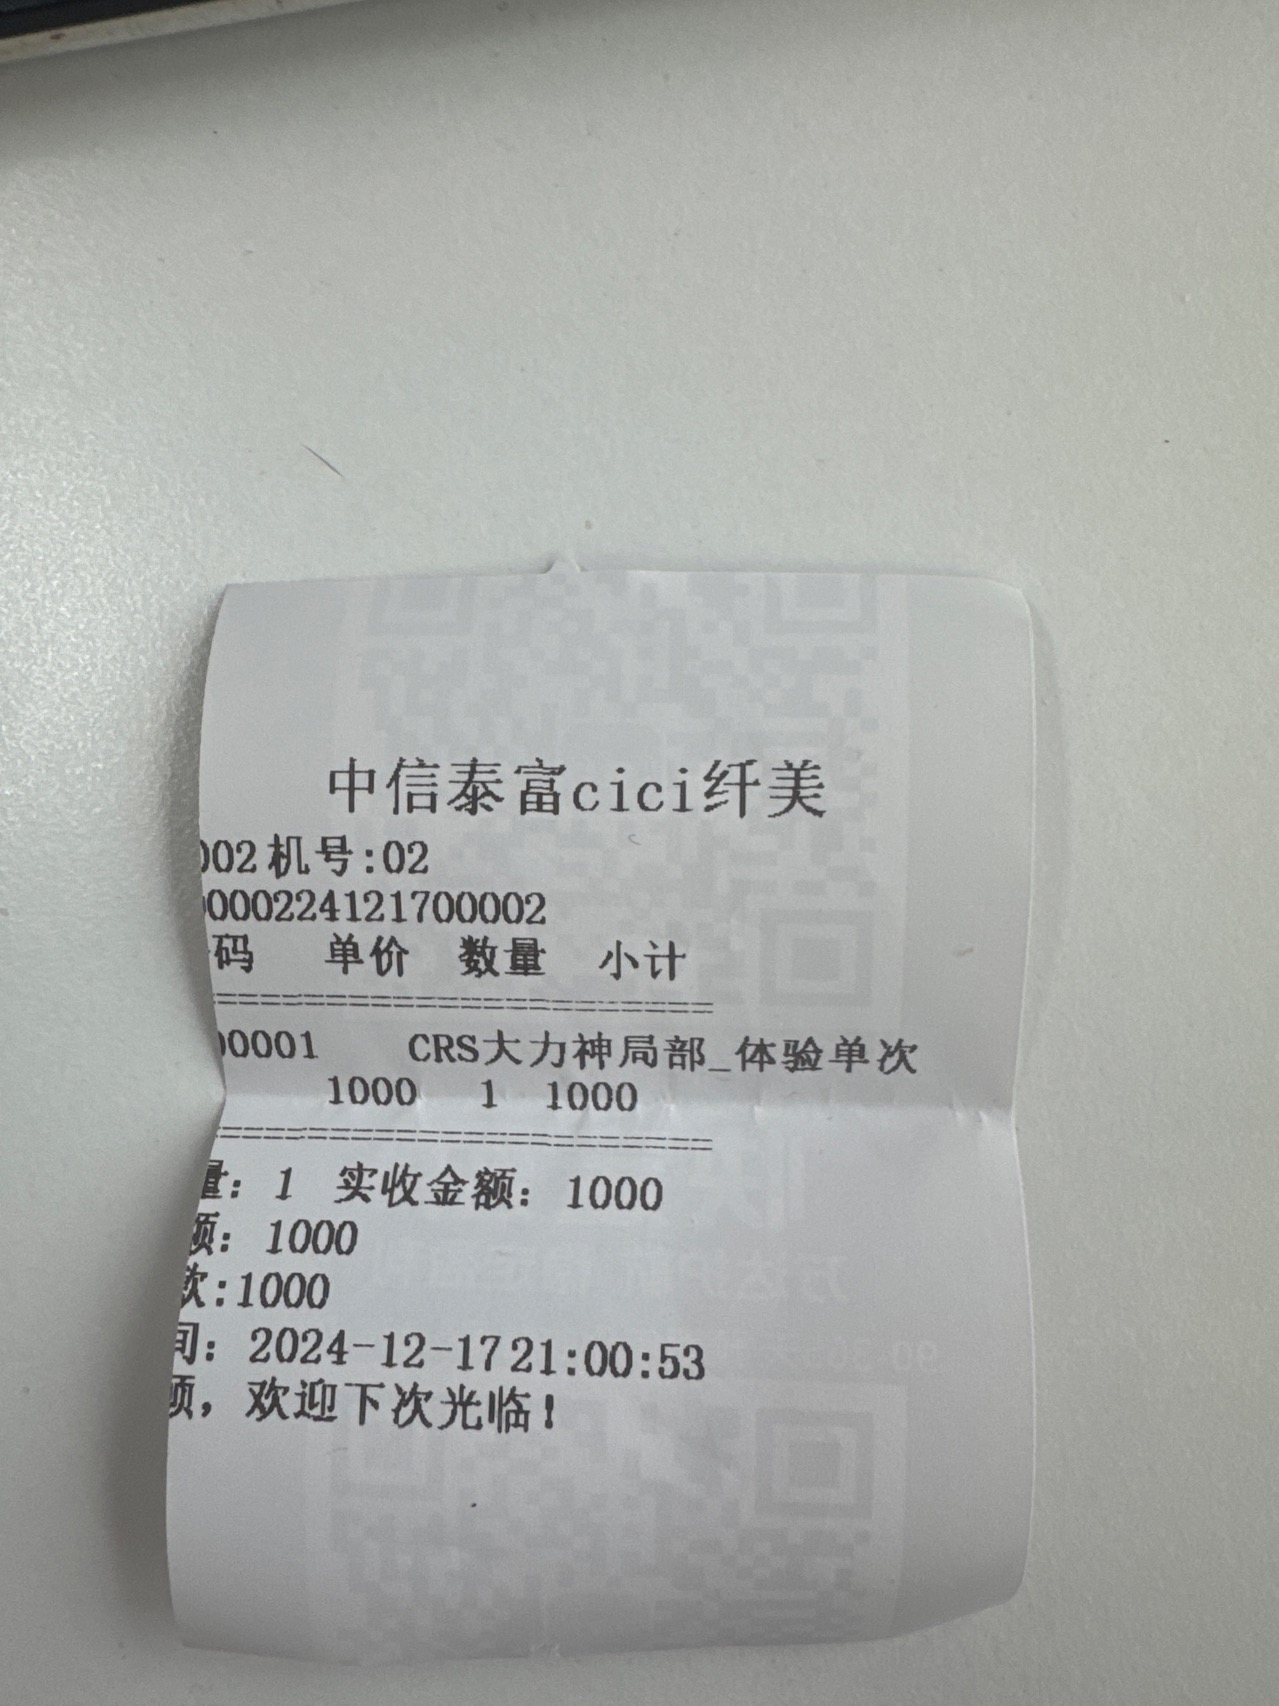 中信泰富cici纤美
002机号:02
0000224121700002
码 单价 数量 小计
00001 CRS大力神局部_体验单次
1000 1 1000
量: 1 实收金额: 1000
额: 1000
款:1000
间: 2024-12-17 21:00:53
顾，欢迎下次光临!